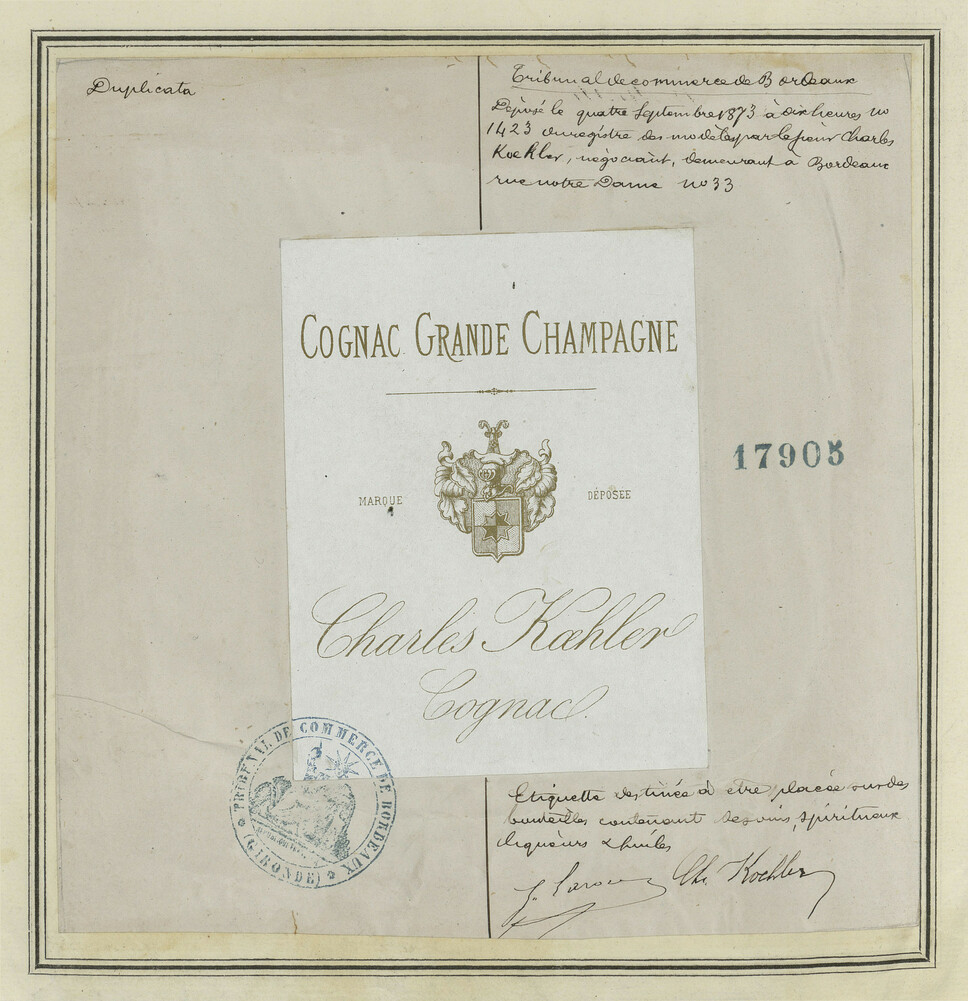 Duplicata
Tribunal de commerce de Bordeaux
Déposé le quatre Septembre 1873 à dix heures no
1423 du registre des modèles par le sieur Charles
Koehler, négociant, demeurant à Bordeaux
rue notre Dame no 33
COGNAC GRANDE CHAMPAGNE
17905
MARQUE DÉPOSÉE
Charles Kœhler
Cognac.
TRIBUNAL DE COMMERCE DE BORDEAUX
(GIRONDE)
Etiquette destinée à etre placée sur des
bouteilles contenant des vins, spiritueux
liqueurs & huiles
Ch. Koehler